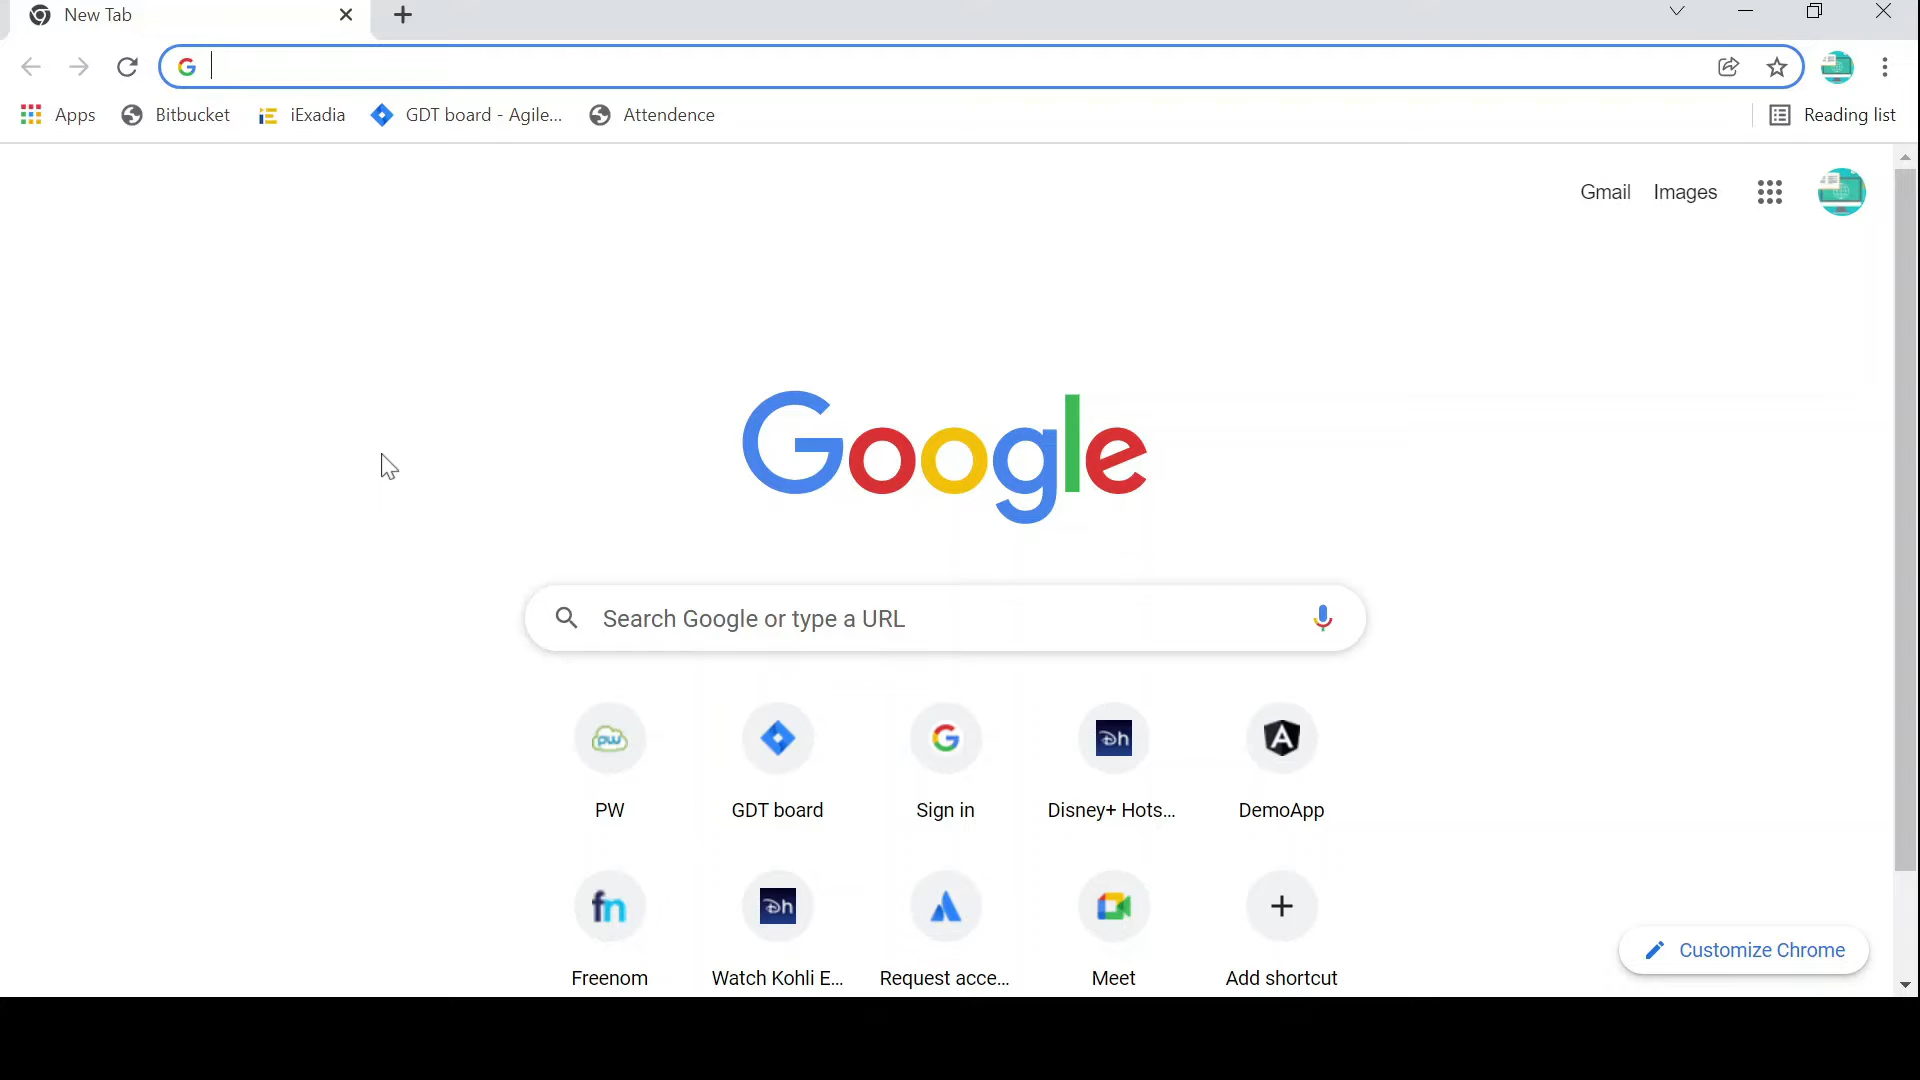 New Tab
Apps Bitbucket iExadia GDT board - Agile... Attendence Reading list
Gmail Images
Google
Search Google or type a URL
PW GDT board Sign in Disney+ Hots... DemoApp
Freenom Watch Kohli E... Request acce... Meet Add shortcut
Customize Chrome